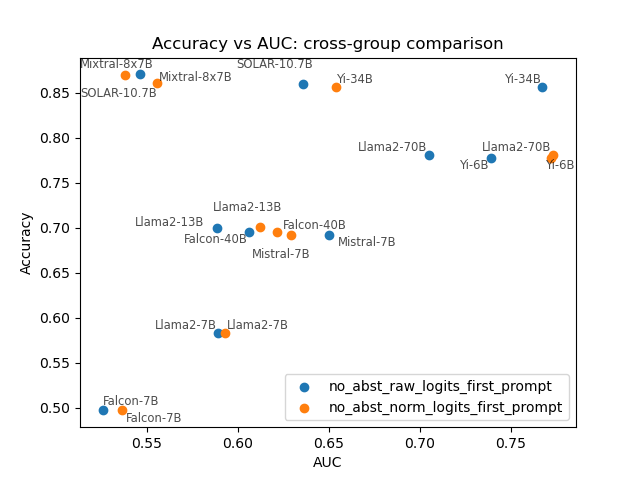 Accuracy vs AUC: cross-group comparison
Mixtral-8x7B
SOLAR-10.7B
Mixtral-8x7B
Yi-34B
Yi-34B
SOLAR-10.7B
0.85
0.80
Llama2-70B
Llama2-70B
Yi-6B
Yi-6B
0.75
Llama2-13B
0.70
Llama2-13B
Falcon-40B
Falcon-40B
Mistral-7B
Mistral-7B
0.65
Accuracy
0.60
Llama2-7B
Llama2-7B
0.55
Falcon-7B
0.50
Falcon-7B
no_abst_raw_logits_first_prompt
no_abst_norm_logits_first_prompt
0.55
0.60
0.65
0.70
0.75
AUC